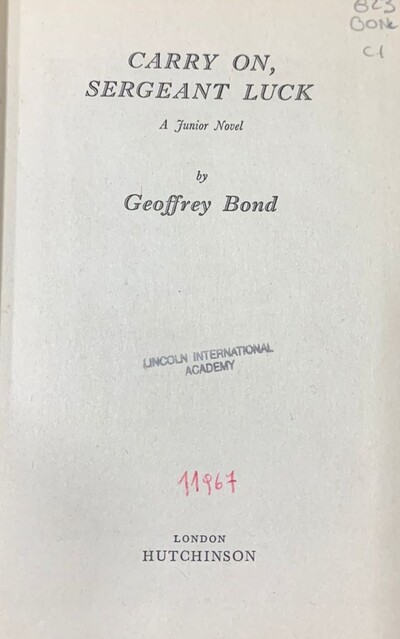 823
BON
C1
CARRY ON,
SERGEANT LUCK
A Junior Novel
by
Geoffrey Bond
LINCOLN INTERNATIONAL
ACADEMY
11967
LONDON
HUTCHINSON